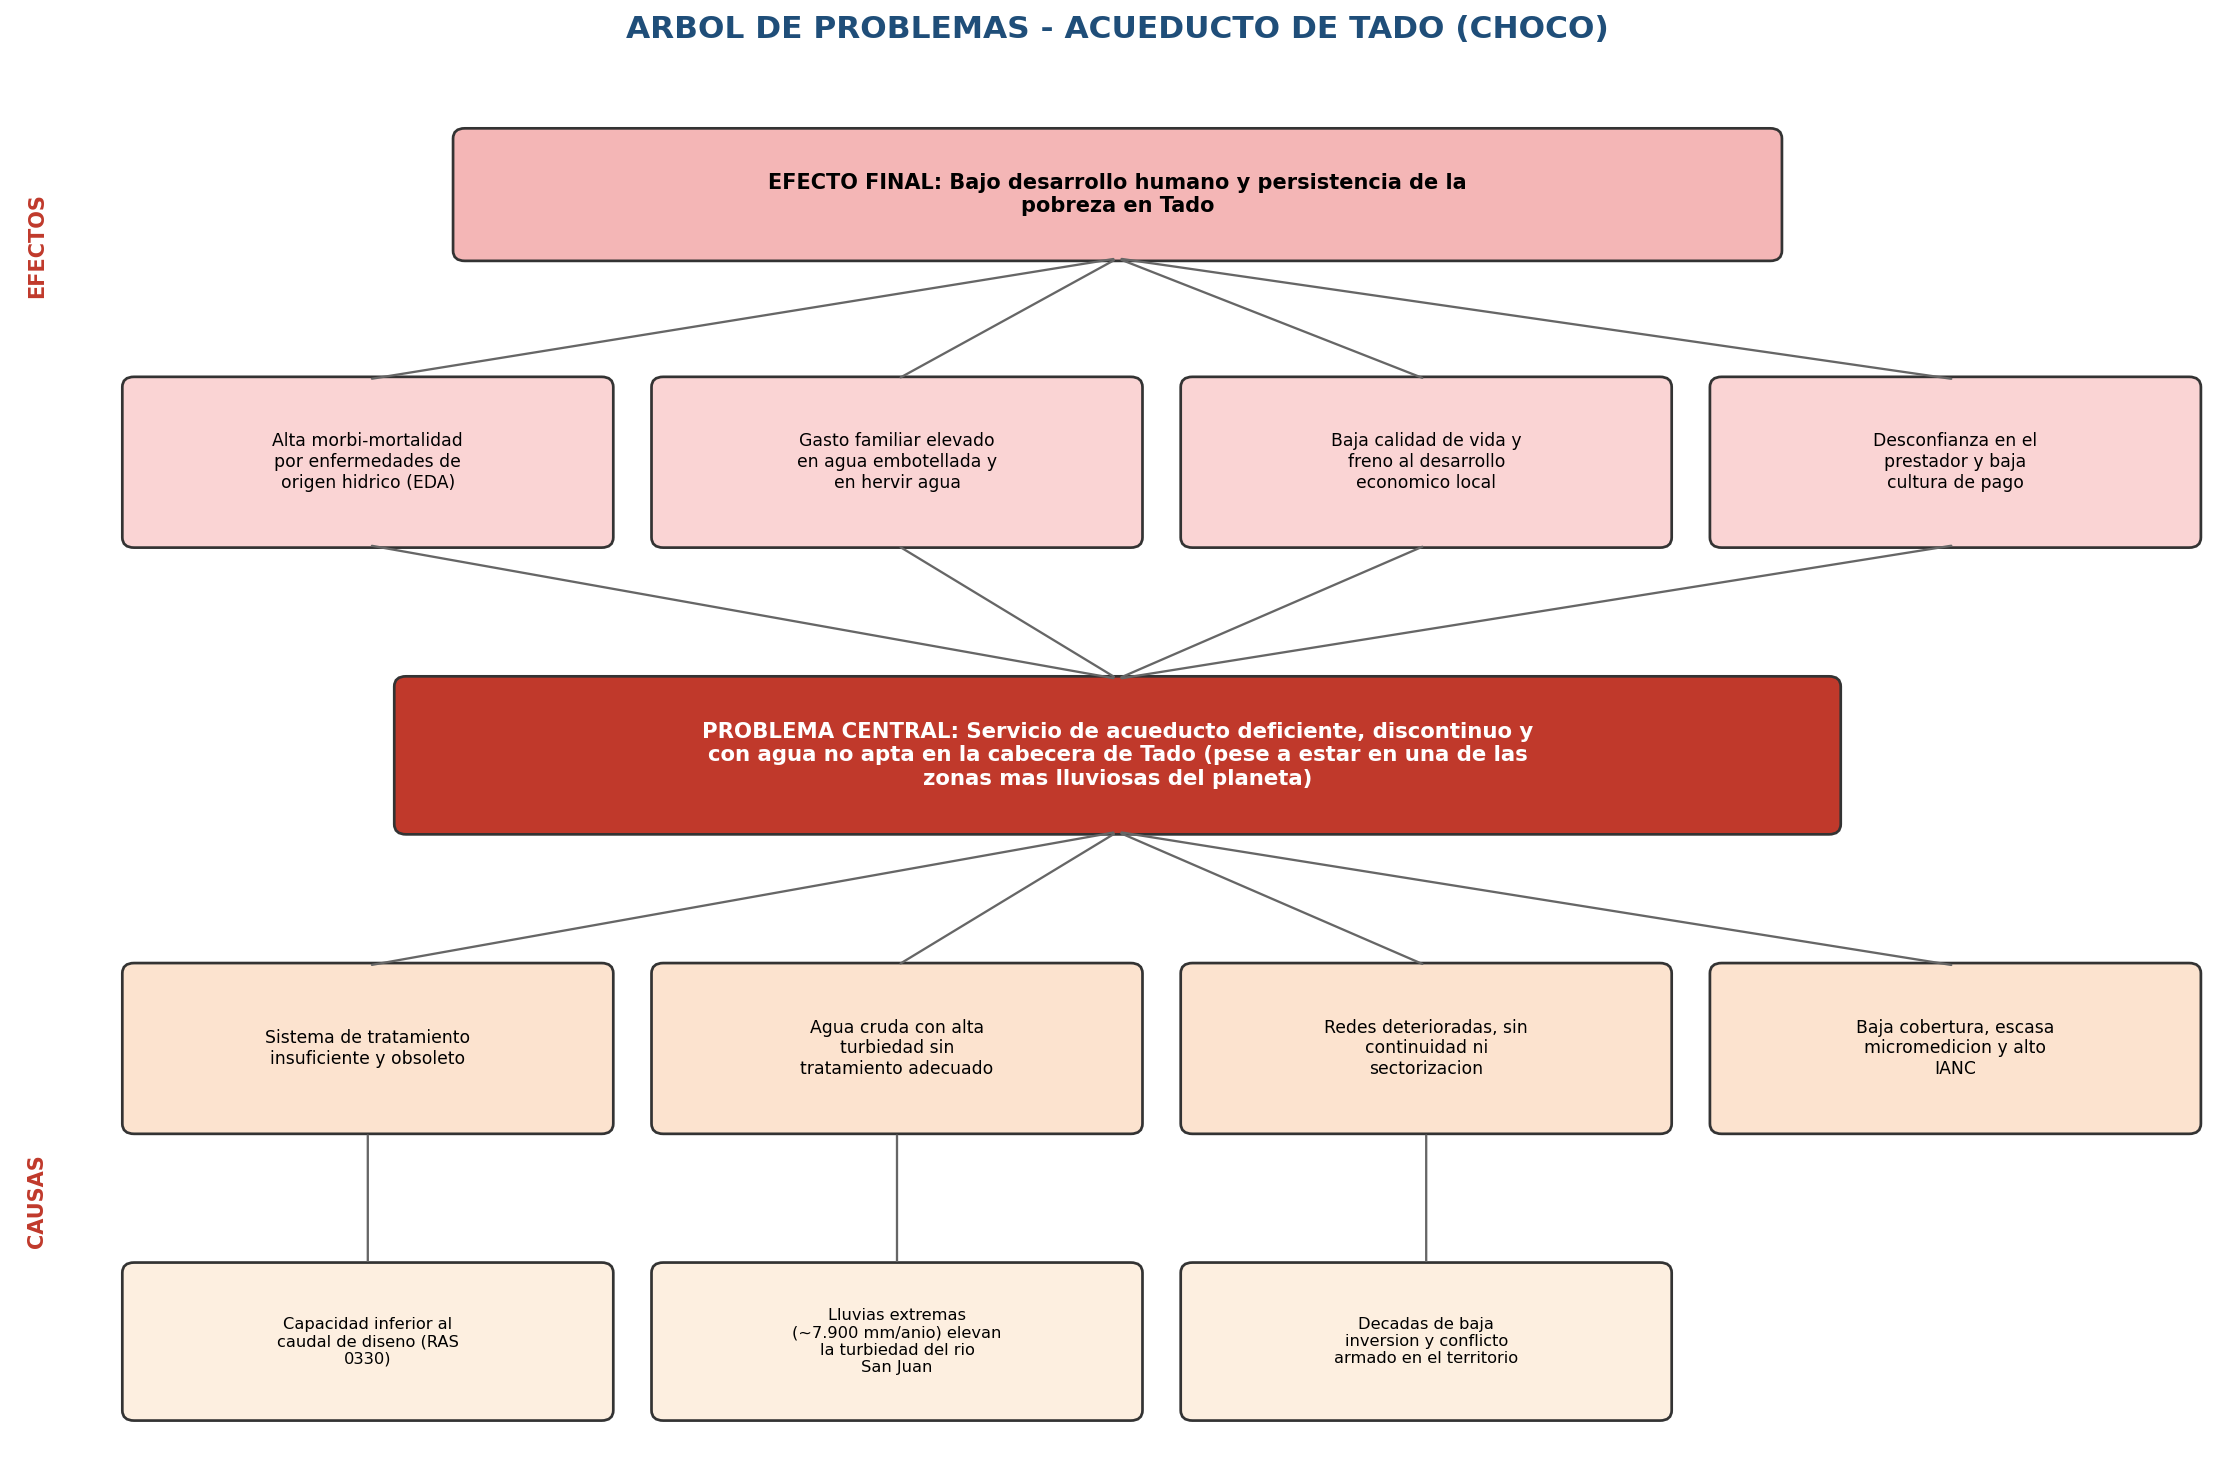 ARBOL DE PROBLEMAS - ACUEDUCTO DE TADO (CHOCO)
EFECTOS
EFECTO FINAL: Bajo desarrollo humano y persistencia de la
pobreza en Tado
Alta morbi-mortalidad
por enfermedades de
origen hidrico (EDA)
Gasto familiar elevado
en agua embotellada y
en hervir agua
Baja calidad de vida y
freno al desarrollo
economico local
Desconfianza en el
prestador y baja
cultura de pago
PROBLEMA CENTRAL: Servicio de acueducto deficiente, discontinuo y
con agua no apta en la cabecera de Tado (pese a estar en una de las
zonas mas lluviosas del planeta)
CAUSAS
Sistema de tratamiento
insuficiente y obsoleto
Agua cruda con alta
turbiedad sin
tratamiento adecuado
Redes deterioradas, sin
continuidad ni
sectorizacion
Baja cobertura, escasa
micromedicion y alto
IANC
Capacidad inferior al
caudal de diseno (RAS
0330)
Lluvias extremas
(~7.900 mm/anio) elevan
la turbiedad del rio
San Juan
Decadas de baja
inversion y conflicto
armado en el territorio